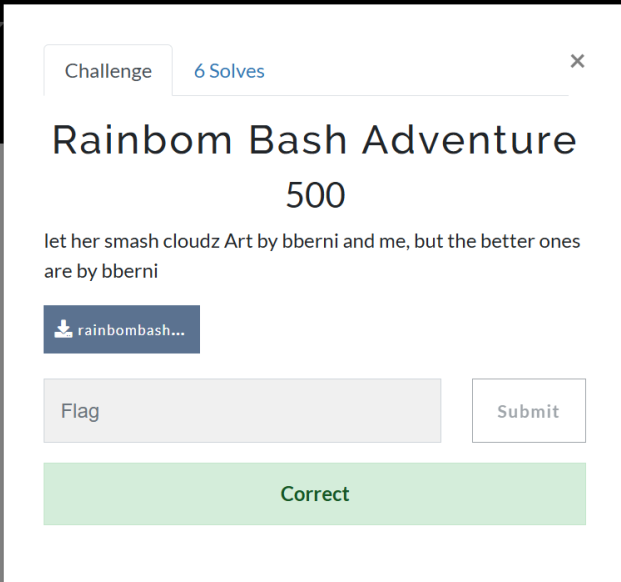 Challenge
6 Solves
×
Rainbom Bash Adventure
500
let her smash cloudz Art by bberni and me, but the better ones
are by bberni
rainbombash...
Flag
Submit
Correct